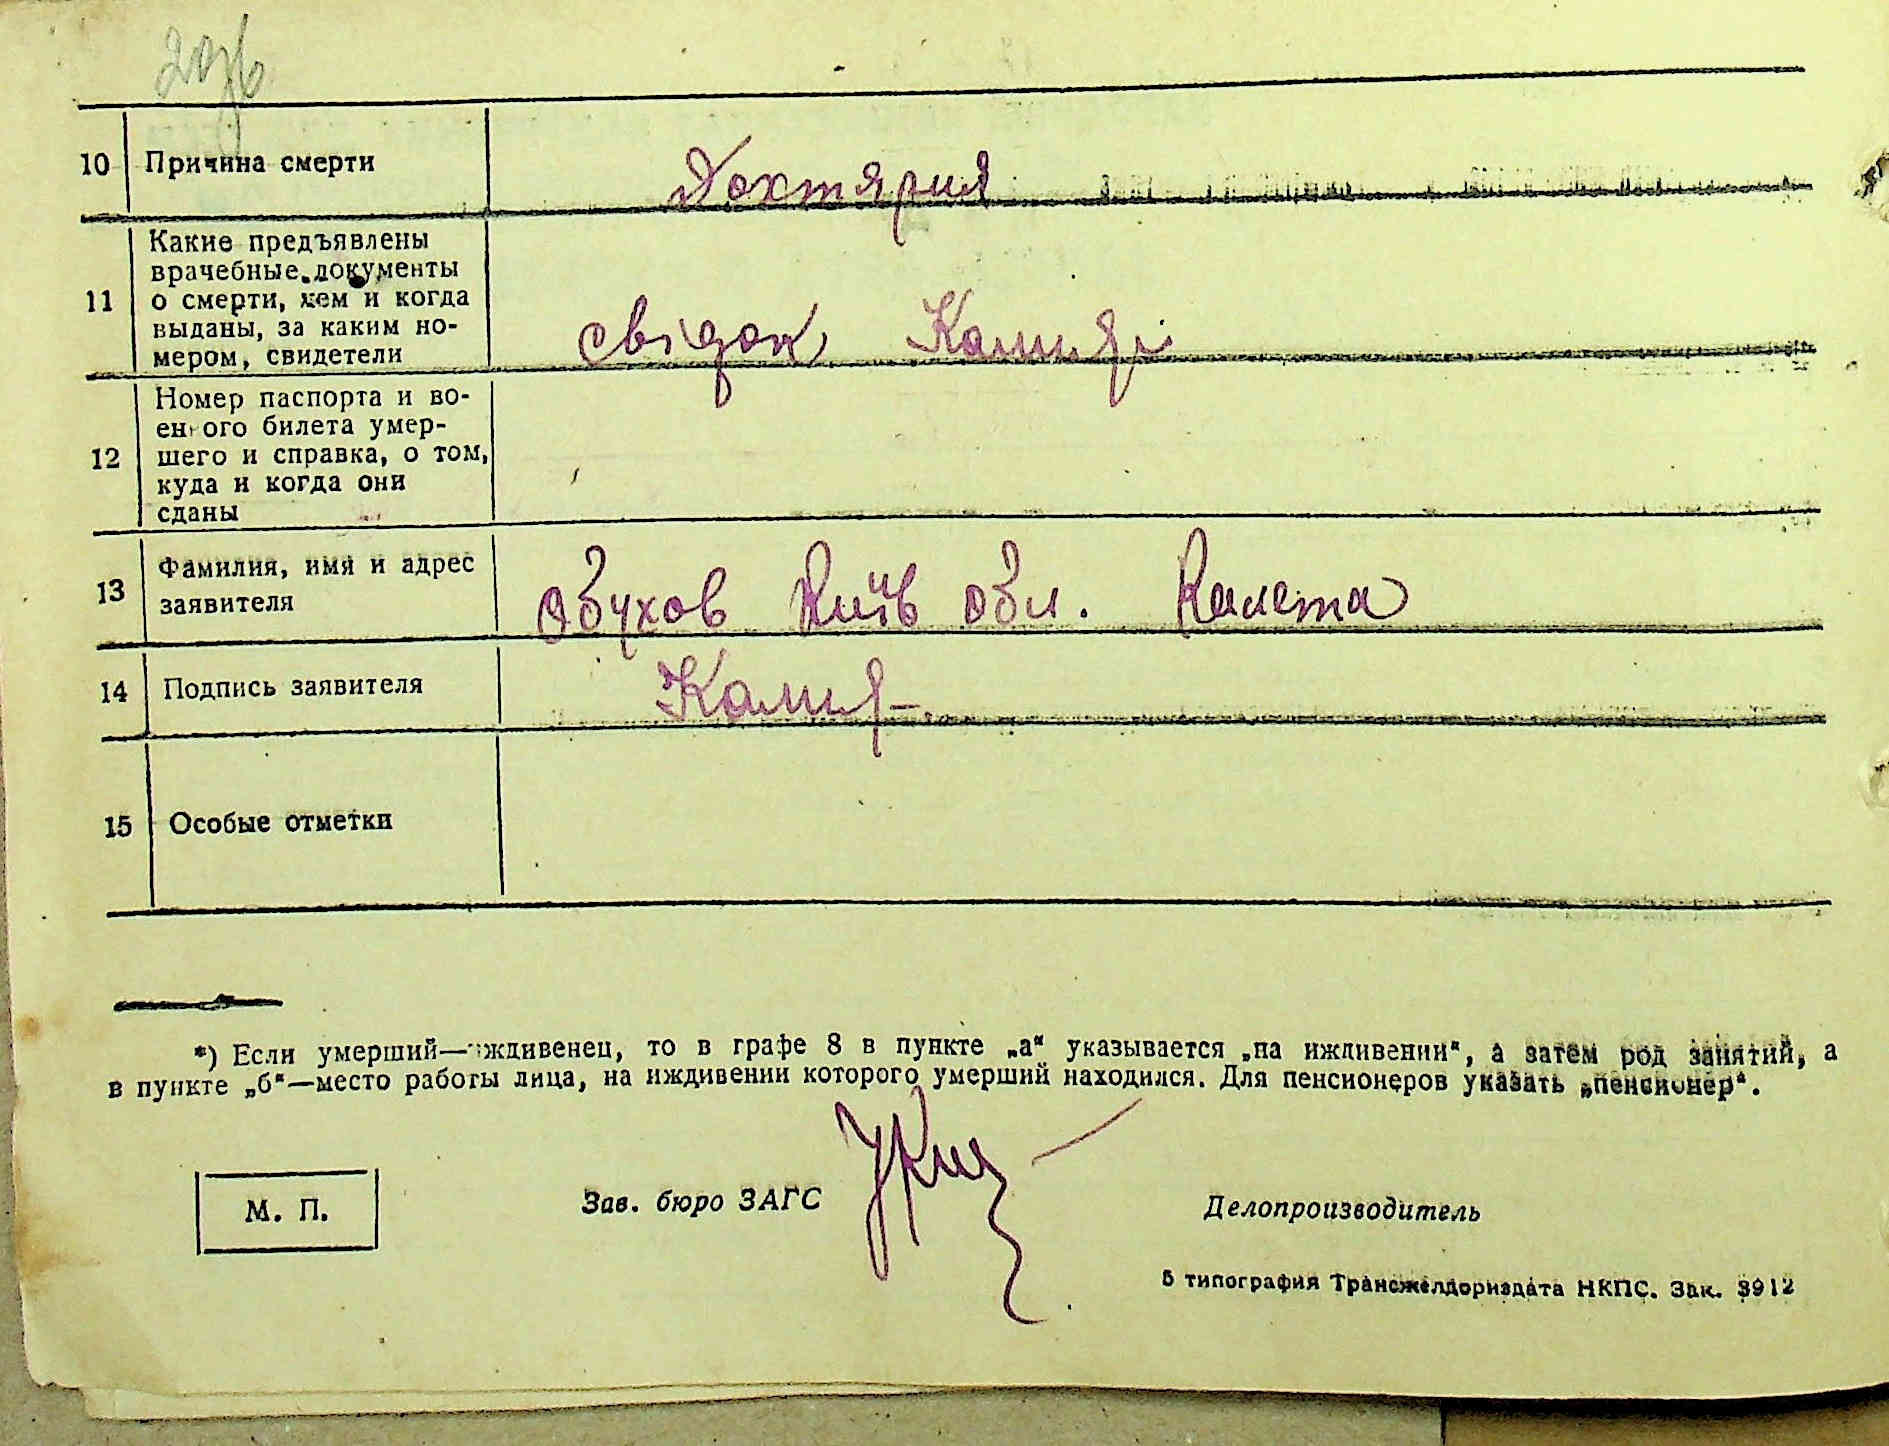 10 Причина смерти Дохтярия
11 Какие предъявлены
врачебные документы
о смерти, кем и когда
выданы, за каким но-
мером, свидетели свідок
12 Номер паспорта и во-
енного билета умер-
шего и справка, о том,
куда и когда они
сданы
13 Фамилия, имя и адрес
заявителя Обухов Київ обл.
14 Подпись заявителя
15 Особые отметки
*) Если умерший—иждивенец, то в графе 8 в пункте „а“ указывается „на иждивении“, а затем род занятий, а
в пункте „б“—место работы лица, на иждивении которого умерший находился. Для пенсионеров указать „пенсионер“.
М. П. Зав. бюро ЗАГС Делопроизводитель
5 типография Трансжелдориздата НКПС. Зак. 3912